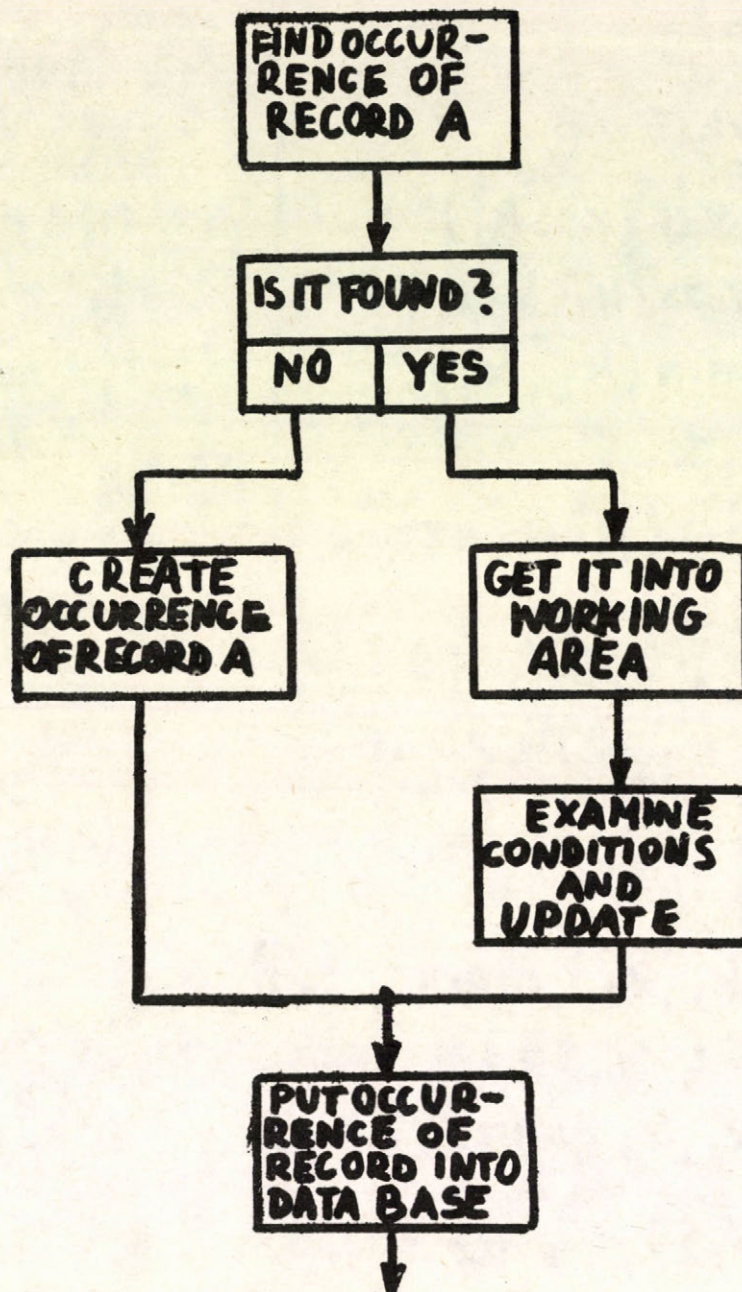 FIND OCCUR-
RENCE OF
RECORD A
IS IT FOUND?
NO YES
CREATE
OCCURRENCE
OF RECORD A
GET IT INTO
WORKING
AREA
EXAMINE
CONDITIONS
AND
UPDATE
PUT OCCUR-
RENCE OF
RECORD INTO
DATA BASE